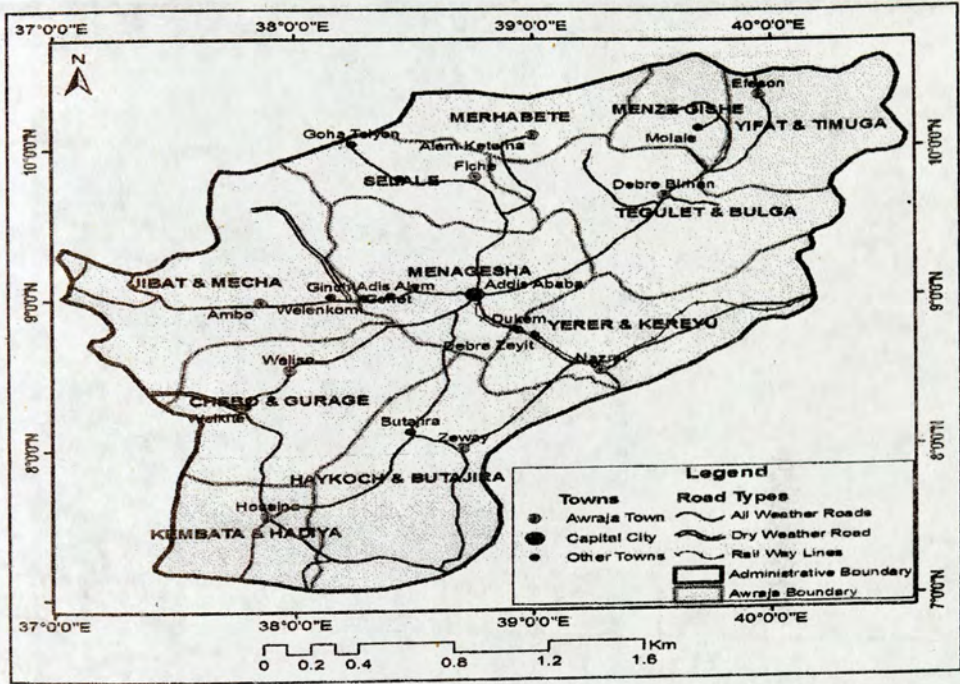 37°0'0"E 38°0'0"E 39°0'0"E 40°0'0"E
N
Efeson
MERHABETE
MENZE GISHE
YIFAT & TIMUGA
Molale
Alem Ketema
10°0'0"N 10°0'0"N
Fiche
SELALE
Debre Birhan
TEGULET & BULGA
MENAGESHA
JIBAT & MECHA
Ginchi Adis Alem
Addis Ababa
9°0'0"N 9°0'0"N
Ambo
Welenkomi
Dukem
YERER & KEREYU
Debre Zeyit
Nazret
Weliso
CHEBO & GURAGE
Welkite
Butajira
Zeway
8°0'0"N 8°0'0"N
HAYKOCH & BUTAJIRA
Hosaina
KEMBATA & HADIYA
Legend
Towns Road Types
Awraja Town All Weather Roads
Capital City Dry Weather Road
Other Towns Rail Way Lines
Administrative Boundary
Awraja Boundary
7°0'0"N 7°0'0"N
37°0'0"E 38°0'0"E 39°0'0"E 40°0'0"E
Km
0 0.2 0.4 0.8 1.2 1.6